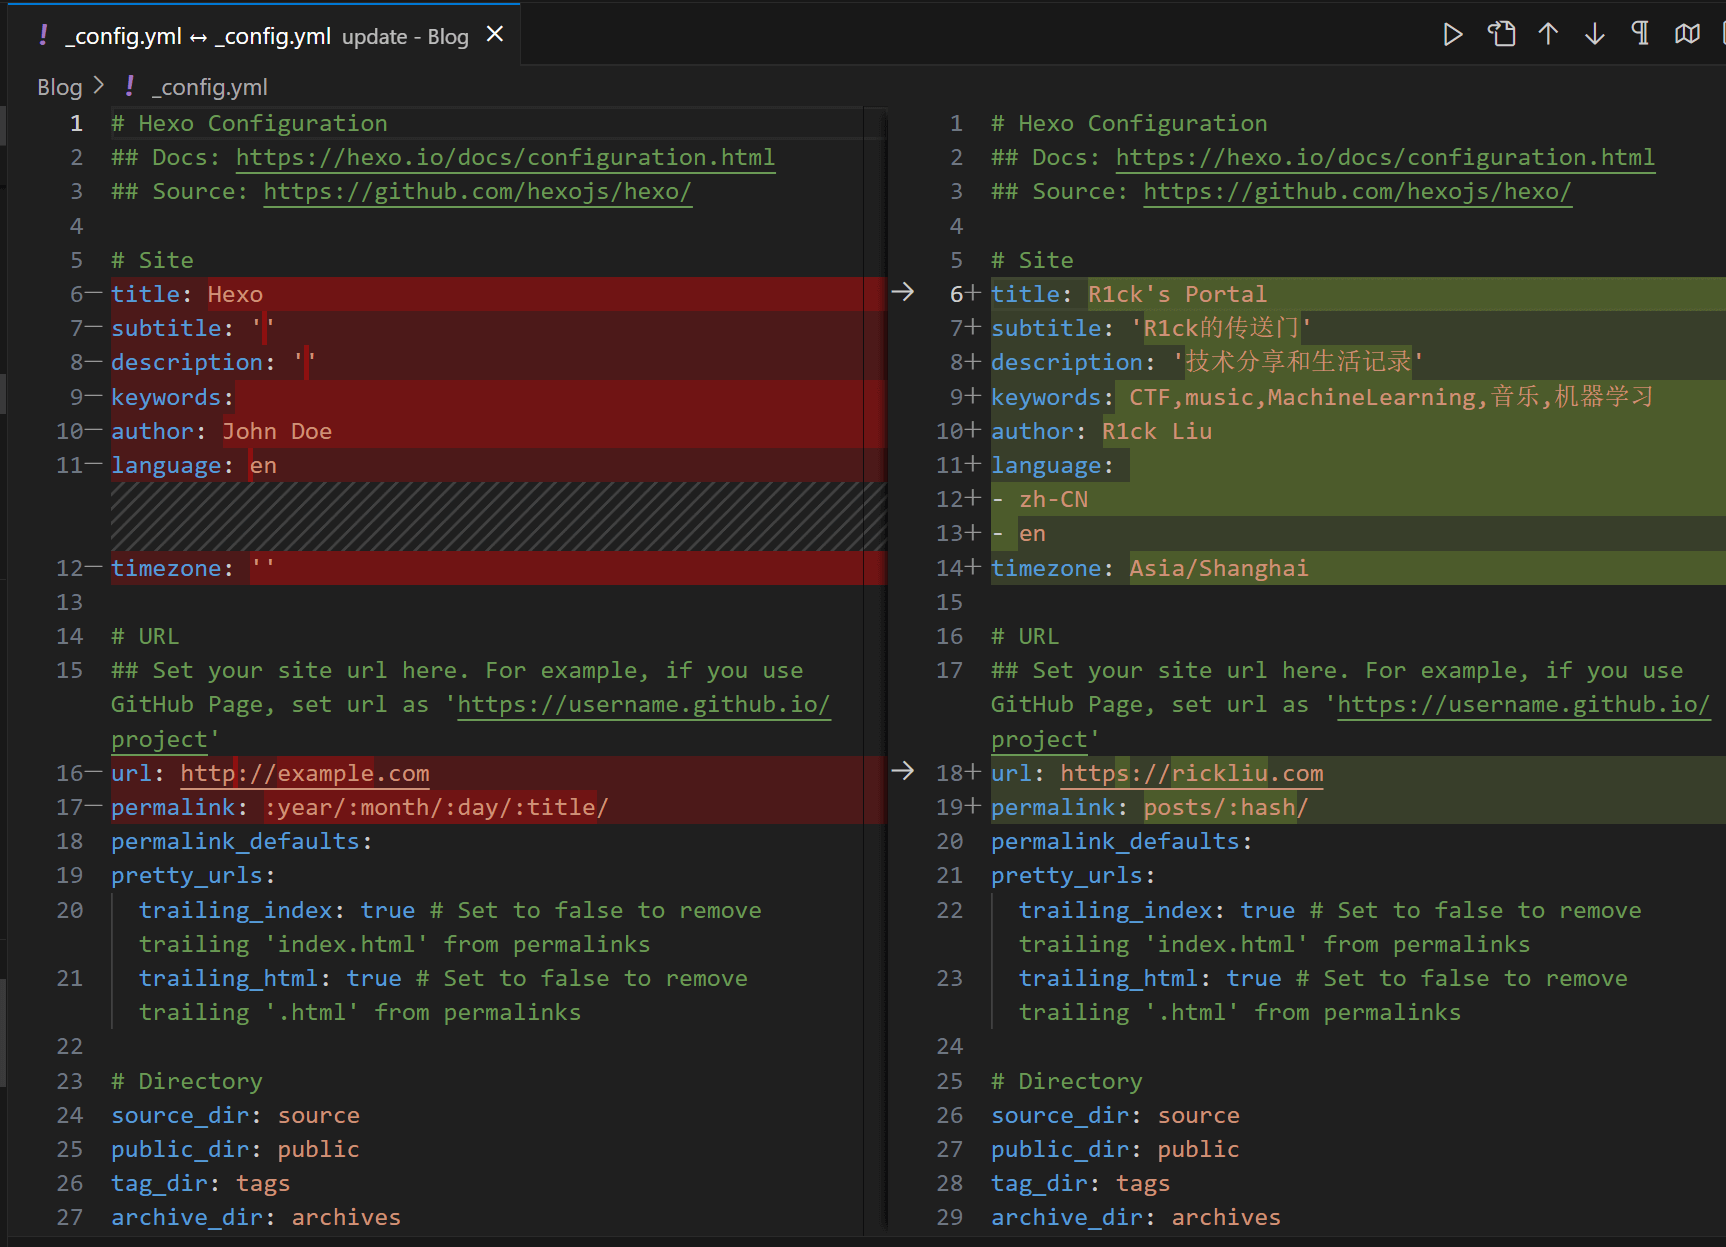 ! _config.yml ↔ _config.yml update - Blog ×
Blog > ! _config.yml
1 # Hexo Configuration
2 ## Docs: https://hexo.io/docs/configuration.html
3 ## Source: https://github.com/hexojs/hexo/
4
5 # Site
6— title: Hexo
7— subtitle: ''
8— description: ''
9— keywords:
10— author: John Doe
11— language: en
12— timezone: ''
13
14 # URL
15 ## Set your site url here. For example, if you use
GitHub Page, set url as 'https://username.github.io/
project'
16— url: http://example.com
17— permalink: :year/:month/:day/:title/
18 permalink_defaults:
19 pretty_urls:
20 trailing_index: true # Set to false to remove
trailing 'index.html' from permalinks
21 trailing_html: true # Set to false to remove
trailing '.html' from permalinks
22
23 # Directory
24 source_dir: source
25 public_dir: public
26 tag_dir: tags
27 archive_dir: archives
1 # Hexo Configuration
2 ## Docs: https://hexo.io/docs/configuration.html
3 ## Source: https://github.com/hexojs/hexo/
4
5 # Site
6+ title: R1ck's Portal
7+ subtitle: 'R1ck的传送门'
8+ description: '技术分享和生活记录'
9+ keywords: CTF,music,MachineLearning,音乐,机器学习
10+ author: R1ck Liu
11+ language:
12+ - zh-CN
13+ - en
14+ timezone: Asia/Shanghai
15
16 # URL
17 ## Set your site url here. For example, if you use
GitHub Page, set url as 'https://username.github.io/
project'
18+ url: https://rickliu.com
19+ permalink: posts/:hash/
20 permalink_defaults:
21 pretty_urls:
22 trailing_index: true # Set to false to remove
trailing 'index.html' from permalinks
23 trailing_html: true # Set to false to remove
trailing '.html' from permalinks
24
25 # Directory
26 source_dir: source
27 public_dir: public
28 tag_dir: tags
29 archive_dir: archives